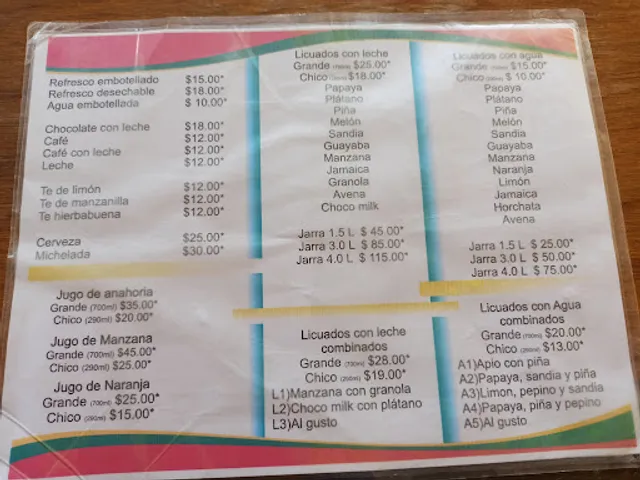 Refresco embotellado $15.00*
Refresco desechable $18.00*
Agua embotellada $ 10.00*
Chocolate con leche $18.00*
Café $12.00*
Café con leche $12.00*
Leche $12.00*
Te de limón $12.00*
Te de manzanilla $12.00*
Te hierbabuena $12.00*
Cerveza $25.00*
Michelada $30.00*
Jugo de anahoria
Grande (700ml) $35.00*
Chico (290ml) $20.00*
Jugo de Manzana
Grande (700ml) $45.00*
Chico (290ml) $25.00*
Jugo de Naranja
Grande (700ml) $25.00*
Chico (290ml) $15.00*
Licuados con leche
Grande (700ml) $25.00*
Chico (290ml) $18.00*
Papaya
Plátano
Piña
Melón
Sandia
Guayaba
Manzana
Jamaica
Granola
Avena
Choco milk
Jarra 1.5 L $ 45.00*
Jarra 3.0 L $ 85.00*
Jarra 4.0 L $ 115.00*
Licuados con leche
combinados
Grande (700ml) $28.00*
Chico (290ml) $19.00*
L1)Manzana con granola
L2)Choco milk con plátano
L3)Al gusto
Licuados con agua
Grande $15.00*
Chico $ 10.00*
Papaya
Plátano
Piña
Melón
Sandia
Guayaba
Manzana
Naranja
Limón
Jamaica
Horchata
Avena
Jarra 1.5 L $ 25.00*
Jarra 3.0 L $ 50.00*
Jarra 4.0 L $ 75.00*
Licuados con Agua
combinados
Grande (700ml) $20.00*
Chico (290ml) $13.00*
A1)Apio con piña
A2)Papaya, sandia y piña
A3)Limon, pepino y sandia
A4)Papaya, piña y pepino
A5)Al gusto